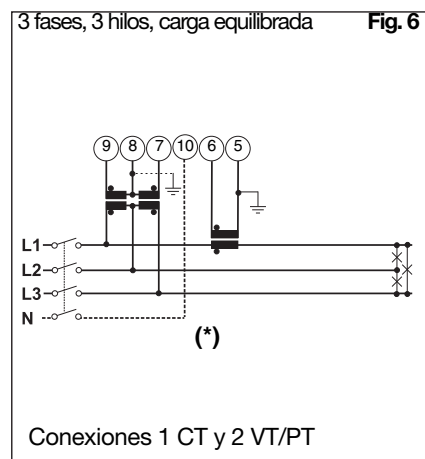 3 fases, 3 hilos, carga equilibrada Fig. 6
9 8 7 10 6 5
L1
L2
L3
N
(*)
Conexiones 1 CT y 2 VT/PT